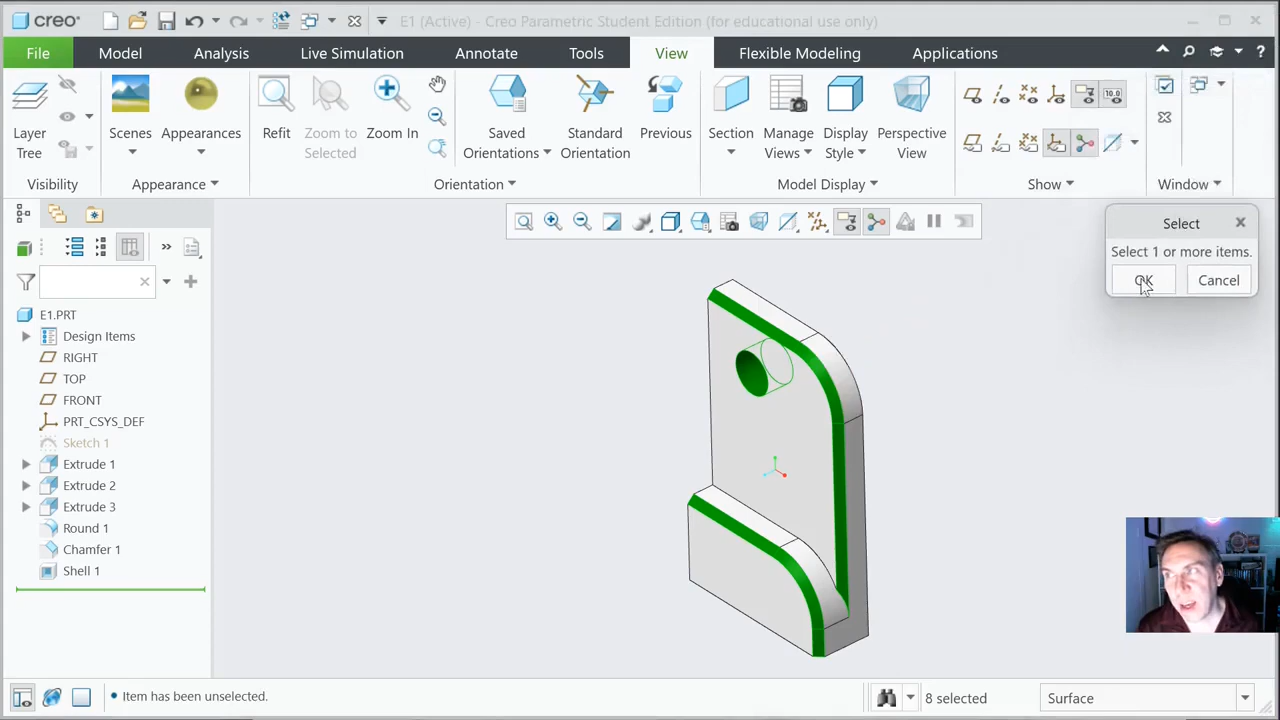 creo°
E1 (Active) - Creo Parametric Student Edition (for educational use only)
File Model Analysis Live Simulation Annotate Tools View Flexible Modeling Applications
Layer Tree
Scenes
Appearances
Refit
Zoom to Selected
Zoom In
Saved Orientations
Standard Orientation
Previous
Section
Manage Views
Display Style
Perspective View
10.0
Visibility Appearance Orientation Model Display Show Window
Select
Select 1 or more items.
OK Cancel
E1.PRT
Design Items
RIGHT
TOP
FRONT
PRT_CSYS_DEF
Sketch 1
Extrude 1
Extrude 2
Extrude 3
Round 1
Chamfer 1
Shell 1
• Item has been unselected.
8 selected
Surface